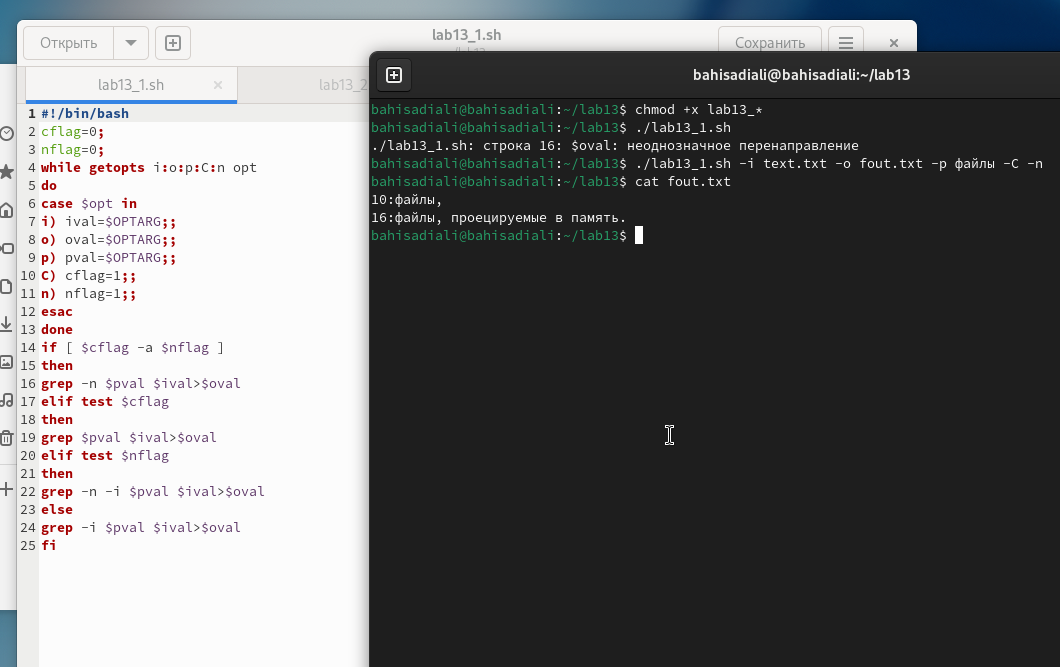 Открыть
lab13_1.sh
Сохранить
lab13_1.sh
lab13_2
1 #!/bin/bash
2 cflag=0;
3 nflag=0;
4 while getopts i:o:p:C:n opt
5 do
6 case $opt in
7 i) ival=$OPTARG;;
8 o) oval=$OPTARG;;
9 p) pval=$OPTARG;;
10 C) cflag=1;;
11 n) nflag=1;;
12 esac
13 done
14 if [ $cflag -a $nflag ]
15 then
16 grep -n $pval $ival>$oval
17 elif test $cflag
18 then
19 grep $pval $ival>$oval
20 elif test $nflag
21 then
22 grep -n -i $pval $ival>$oval
23 else
24 grep -i $pval $ival>$oval
25 fi
bahisadiali@bahisadiali:~/lab13
bahisadiali@bahisadiali:~/lab13$ chmod +x lab13_*
bahisadiali@bahisadiali:~/lab13$ ./lab13_1.sh
./lab13_1.sh: строка 16: $oval: неоднозначное перенаправление
bahisadiali@bahisadiali:~/lab13$ ./lab13_1.sh -i text.txt -o fout.txt -p файлы -C -n
bahisadiali@bahisadiali:~/lab13$ cat fout.txt
10:файлы,
16:файлы, проецируемые в память.
bahisadiali@bahisadiali:~/lab13$